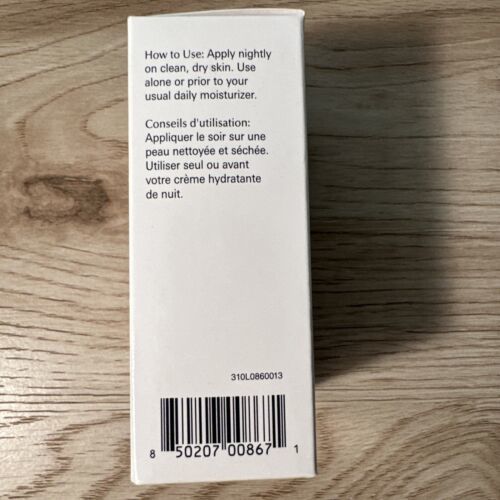 How to Use: Apply nightly
on clean, dry skin. Use
alone or prior to your
usual daily moisturizer.
Conseils d'utilisation:
Appliquer le soir sur une
peau nettoyée et séchée.
Utiliser seul ou avant
votre crème hydratante
de nuit.
310L0860013
8 50207 00867 1